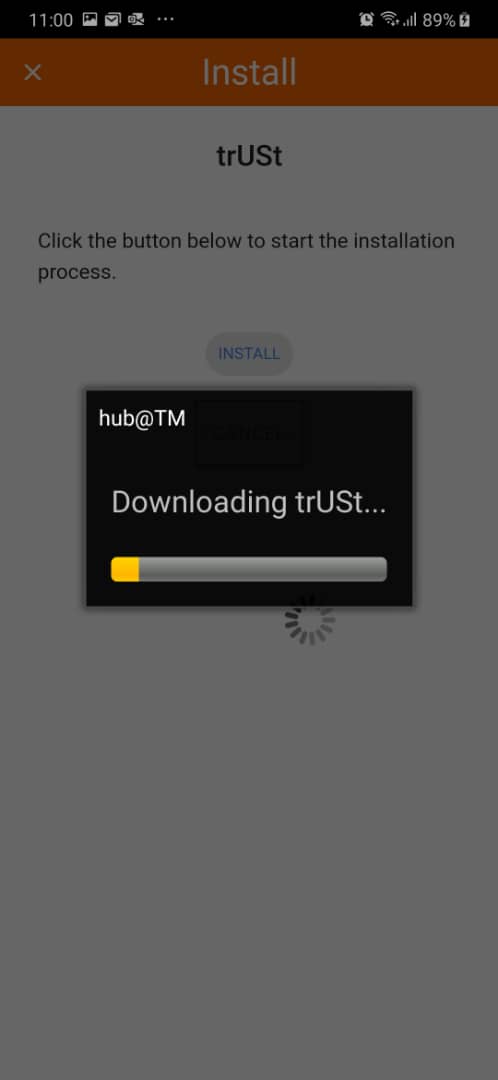 11:00 ... 89%
Install
trUSt
Click the button below to start the installation
process.
INSTALL
hub@TM
CANCEL
Downloading trUSt...